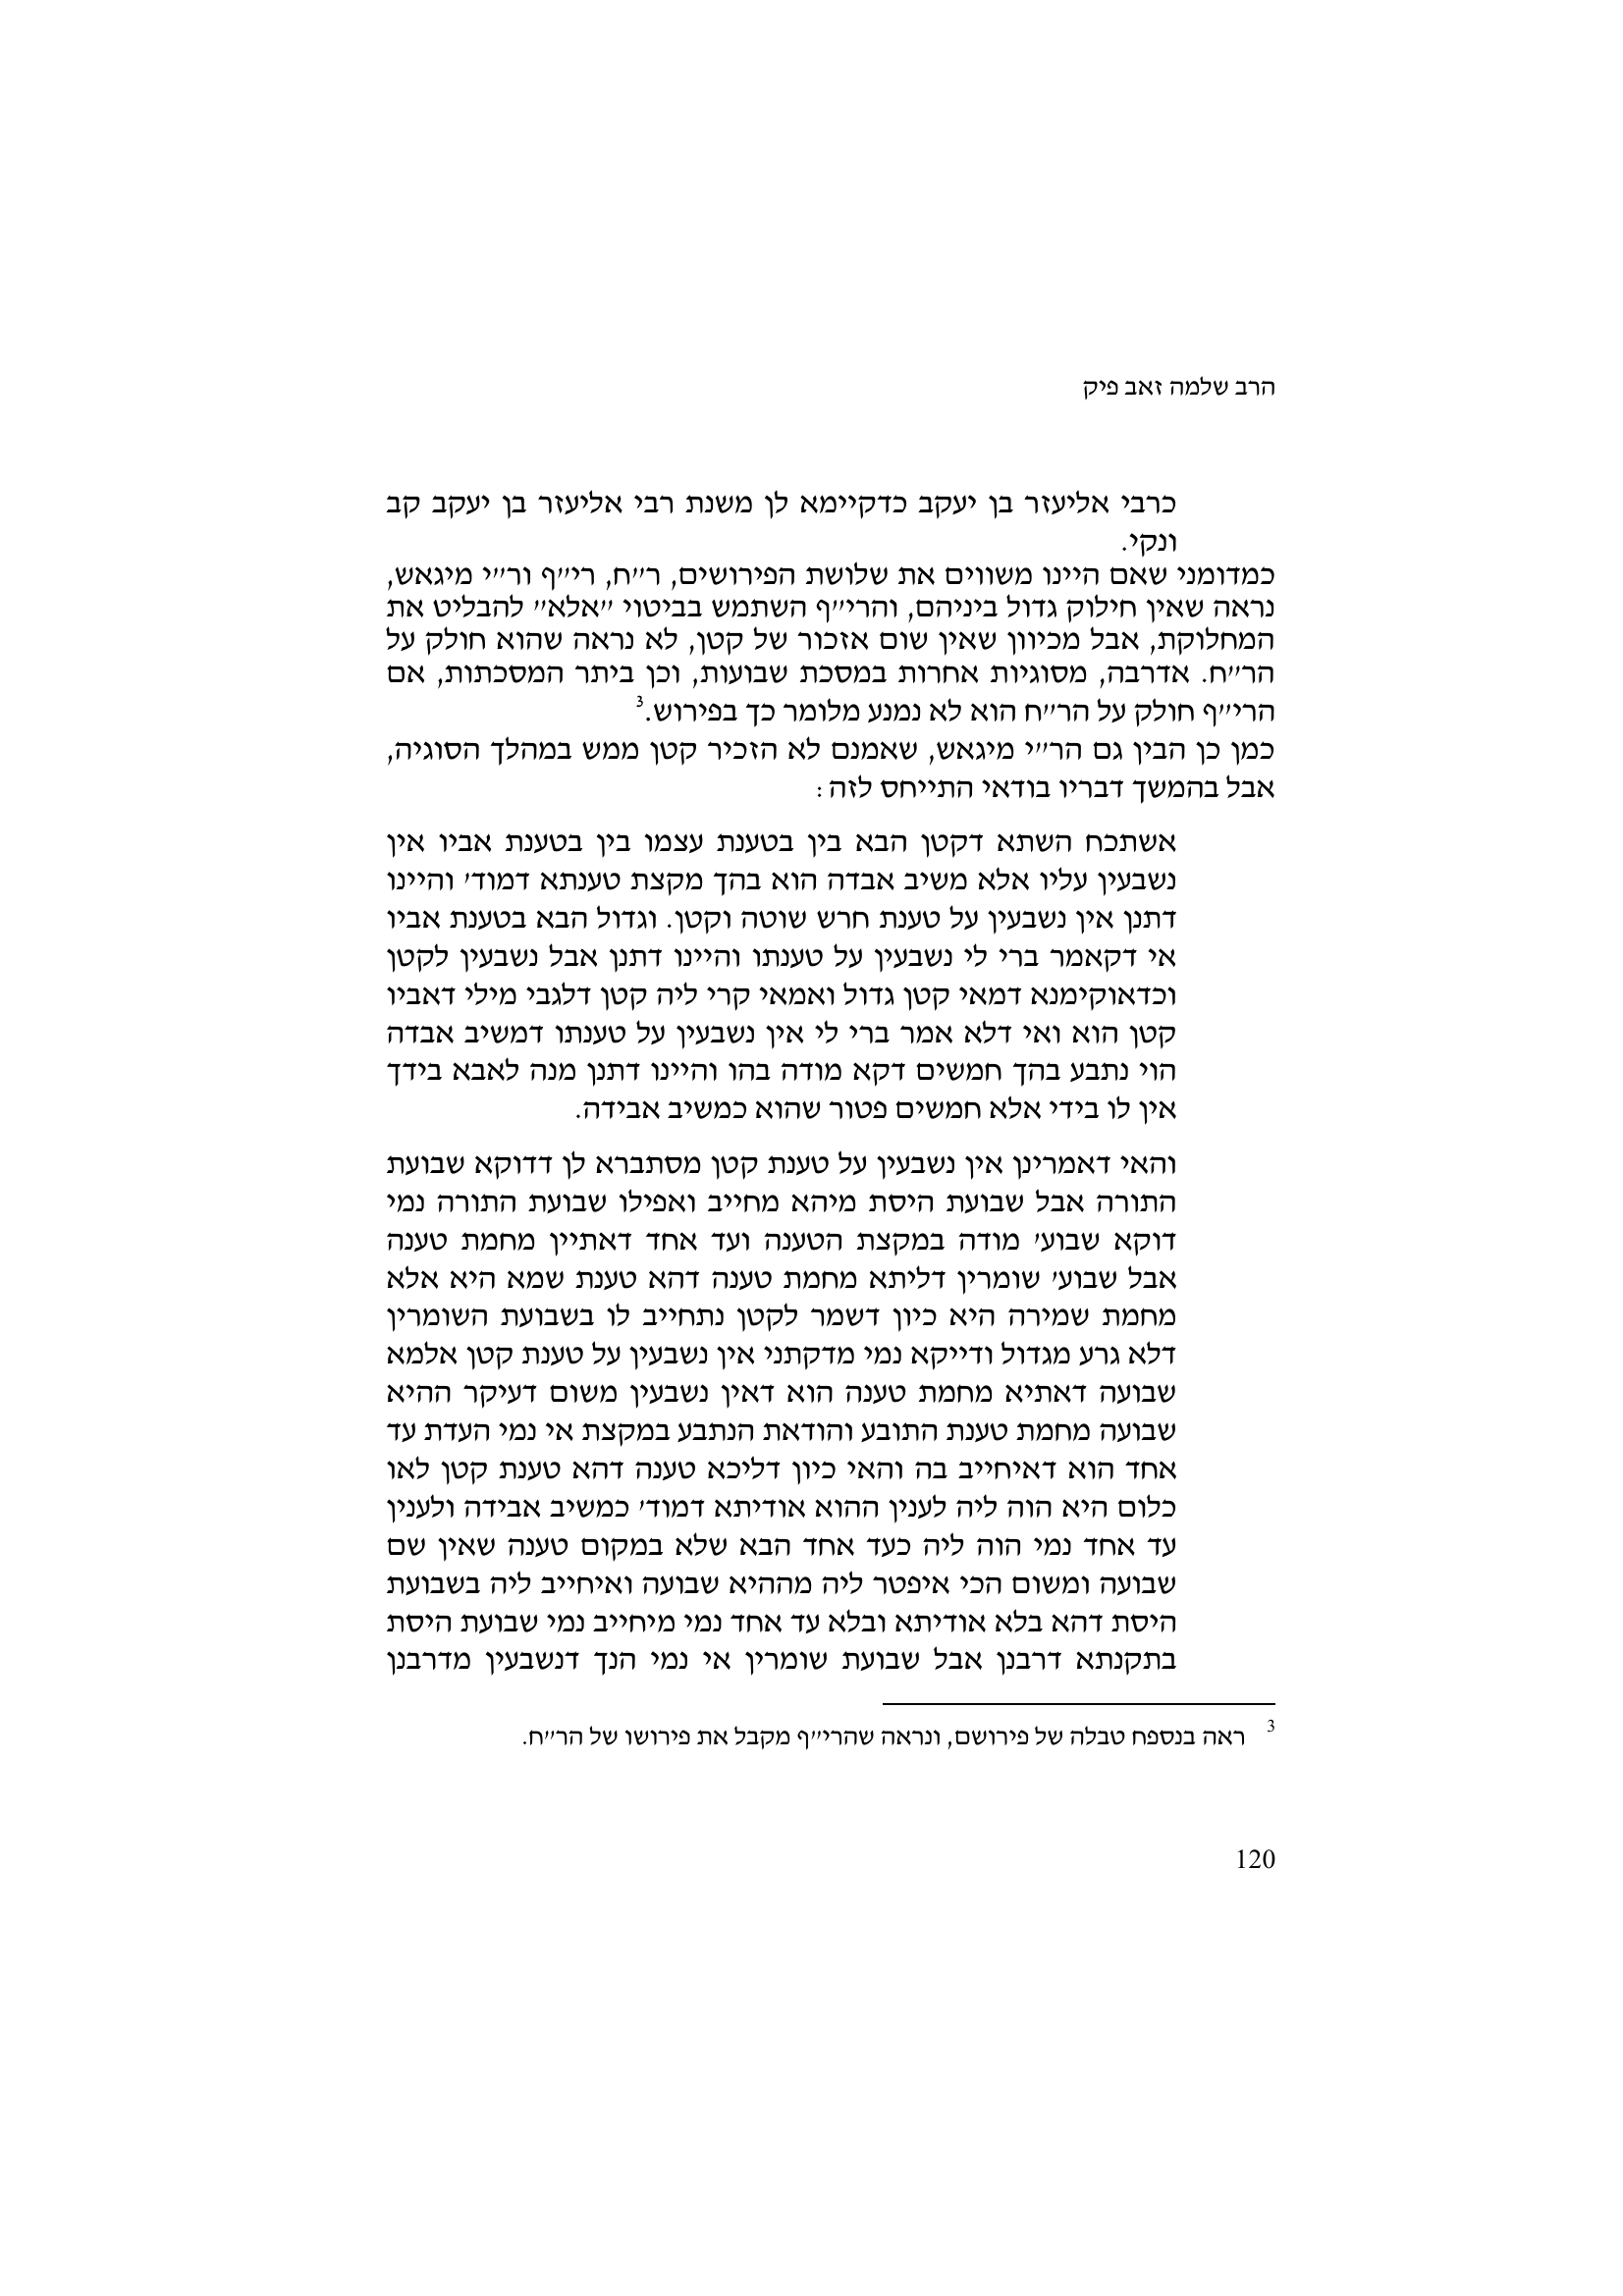 הרב שלמה זאב פיק
כרבי אליעזר בן יעקב כדקיימא לן משנת רבי אליעזר בן יעקב קב
ונקי.
כמדומני שאם היינו משווים את שלושת הפירושים, ר״ח, רי״ף ור״י מיגאש,
נראה שאין חילוק גדול ביניהם, והרי״ף השתמש בביטוי ״אלא״ להבליט את
המחלוקת, אבל מכיוון שאין שום אזכור של קטן, לא נראה שהוא חולק על
הר״ח. אדרבה, מסוגיות אחרות במסכת שבועות, וכן ביתר המסכתות, אם
הרי״ף חולק על הר״ח הוא לא נמנע מלומר כך בפירוש.3
כמן כן הבין גם הר״י מיגאש, שאמנם לא הזכיר קטן ממש במהלך הסוגיה,
אבל בהמשך דבריו בודאי התייחס לזה:
אשתכח השתא דקטן הבא בין בטענת עצמו בין בטענת אביו אין
נשבעין עליו אלא משיב אבדה הוא בהך מקצת טענתא דמוד׳ והיינו
דתנן אין נשבעין על טענת חרש שוטה וקטן. וגדול הבא בטענת אביו
אי דקאמר ברי לי נשבעין על טענתו והיינו דתנן אבל נשבעין לקטן
וכדאוקימנא דמאי קטן גדול ואמאי קרי ליה קטן דלגבי מילי דאביו
קטן הוא ואי דלא אמר ברי לי אין נשבעין על טענתו דמשיב אבדה
הוי נתבע בהך חמשים דקא מודה בהו והיינו דתנן מנה לאבא בידך
אין לו בידי אלא חמשים פטור שהוא כמשיב אבידה.
והאי דאמרינן אין נשבעין על טענת קטן מסתברא לן דדוקא שבועת
התורה אבל שבועת היסת מיהא מחייב ואפילו שבועת התורה נמי
דוקא שבוע׳ מודה במקצת הטענה ועד אחד דאתיין מחמת טענה
אבל שבוע׳ שומרין דליתא מחמת טענה דהא טענת שמא היא אלא
מחמת שמירה היא כיון דשמר לקטן נתחייב לו בשבועת השומרין
דלא גרע מגדול ודייקא נמי מדקתני אין נשבעין על טענת קטן אלמא
שבועה דאתיא מחמת טענה הוא דאין נשבעין משום דעיקר ההיא
שבועה מחמת טענת התובע והודאת הנתבע במקצת אי נמי העדת עד
אחד הוא דאיחייב בה והאי כיון דליכא טענה דהא טענת קטן לאו
כלום היא הוה ליה לענין ההוא אודיתא דמוד׳ כמשיב אבידה ולענין
עד אחד נמי הוה ליה כעד אחד הבא שלא במקום טענה שאין שם
שבועה ומשום הכי איפטר ליה מההיא שבועה ואיחייב ליה בשבועת
היסת דהא בלא אודיתא ובלא עד אחד נמי מיחייב נמי שבועת היסת
בתקנתא דרבנן אבל שבועת שומרין אי נמי הנך דנשבעין מדרבנן
3 ראה בנספח טבלה של פירושם, ונראה שהרי״ף מקבל את פירושו של הר״ח.
120